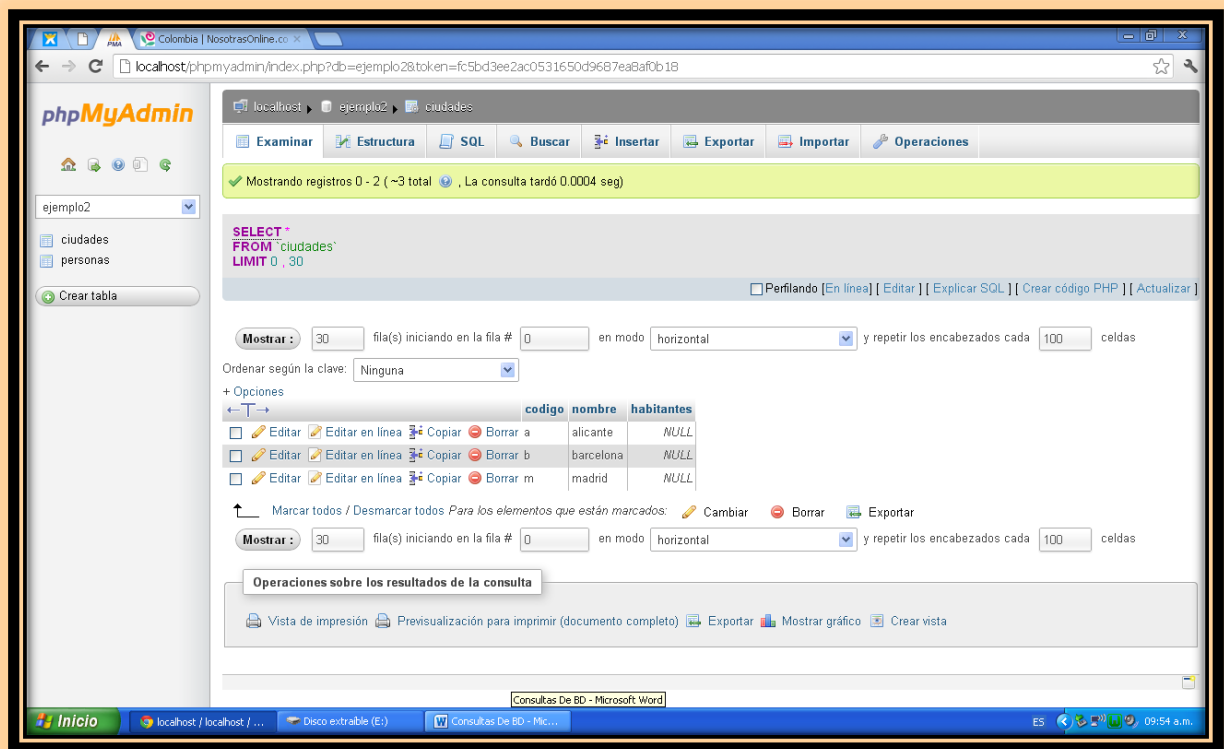 PMA Colombia | NosotrasOnline.co ×
localhost/phpmyadmin/index.php?db=ejemplo2&token=fc5bd3ee2ac0531650d9687ea8af0b18
phpMyAdmin
ejemplo2
ciudades
personas
Crear tabla
localhost ▸ ejemplo2 ▸ ciudades
Examinar Estructura SQL Buscar Insertar Exportar Importar Operaciones
Mostrando registros 0 - 2 ( ~3 total , La consulta tardó 0.0004 seg)
SELECT *
FROM `ciudades`
LIMIT 0 , 30
Perfilando [En línea] [ Editar ] [ Explicar SQL ] [ Crear código PHP ] [ Actualizar ]
Mostrar : 30 fila(s) iniciando en la fila # 0 en modo horizontal y repetir los encabezados cada 100 celdas
Ordenar según la clave: Ninguna
+ Opciones
←T→ codigo nombre habitantes
Editar Editar en línea Copiar Borrar a alicante NULL
Editar Editar en línea Copiar Borrar b barcelona NULL
Editar Editar en línea Copiar Borrar m madrid NULL
Marcar todos / Desmarcar todos Para los elementos que están marcados: Cambiar Borrar Exportar
Mostrar : 30 fila(s) iniciando en la fila # 0 en modo horizontal y repetir los encabezados cada 100 celdas
Operaciones sobre los resultados de la consulta
Vista de impresión Previsualización para imprimir (documento completo) Exportar Mostrar gráfico Crear vista
Consultas De BD - Microsoft Word
Inicio localhost / localhost / ... Disco extraíble (E:) Consultas De BD - Mic... ES 09:54 a.m.